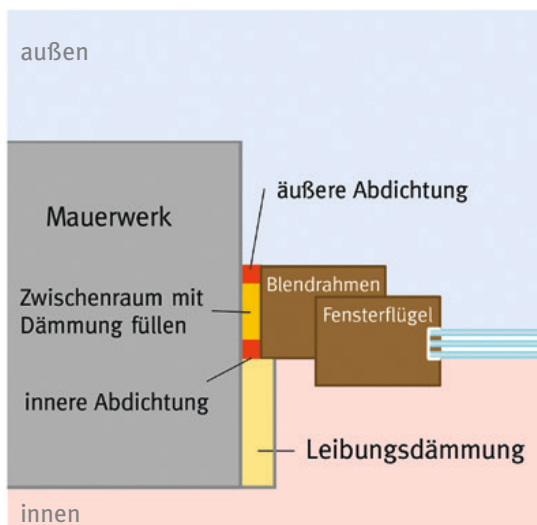 außen
äußere Abdichtung
Mauerwerk
Blendrahmen
Zwischenraum mit
Dämmung füllen
Fensterflügel
innere Abdichtung
Leibungsdämmung
innen